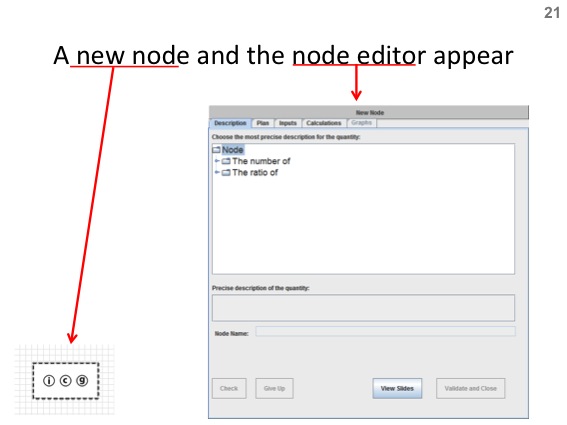 21
A new node and the node editor appear
New Node
Description Plan Inputs Calculations Graphs
Choose the most precise description for the quantity:
Node
The number of
The ratio of
Precise description of the quantity:
Node Name:
i c g
Check Give Up View Slides Validate and Close